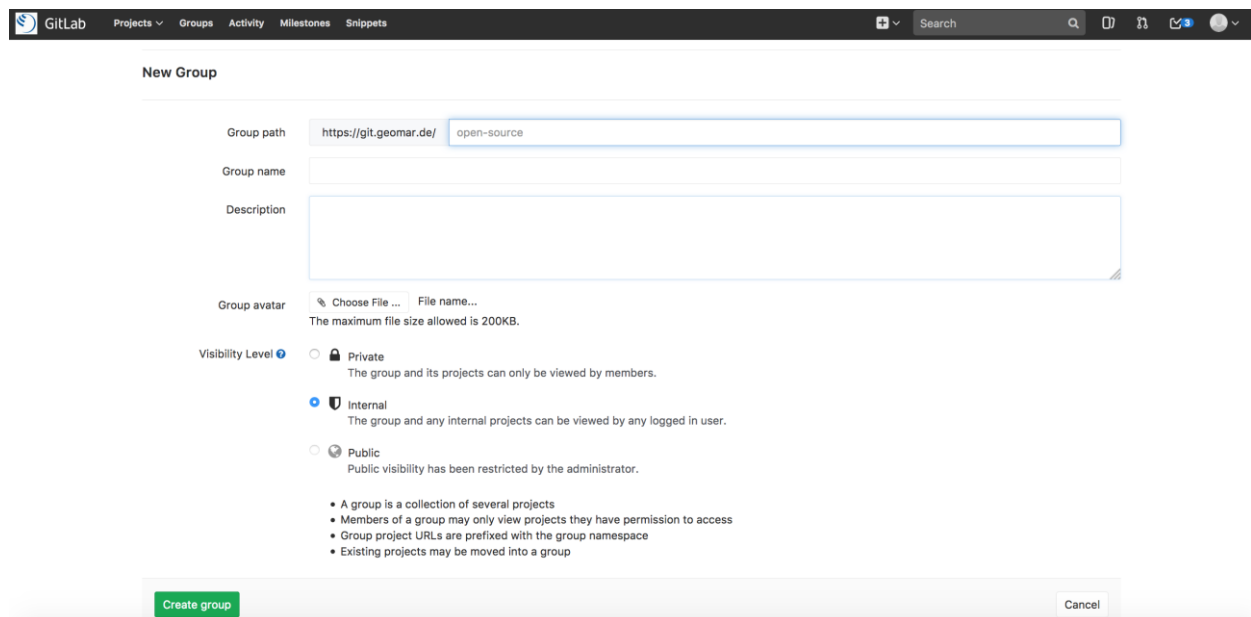 GitLab Projects Groups Activity Milestones Snippets Search 3
New Group
Group path https://git.geomar.de/ open-source
Group name
Description
Group avatar Choose File ... File name...
The maximum file size allowed is 200KB.
Visibility Level Private
The group and its projects can only be viewed by members.
Internal
The group and any internal projects can be viewed by any logged in user.
Public
Public visibility has been restricted by the administrator.
• A group is a collection of several projects
• Members of a group may only view projects they have permission to access
• Group project URLs are prefixed with the group namespace
• Existing projects may be moved into a group
Create group Cancel